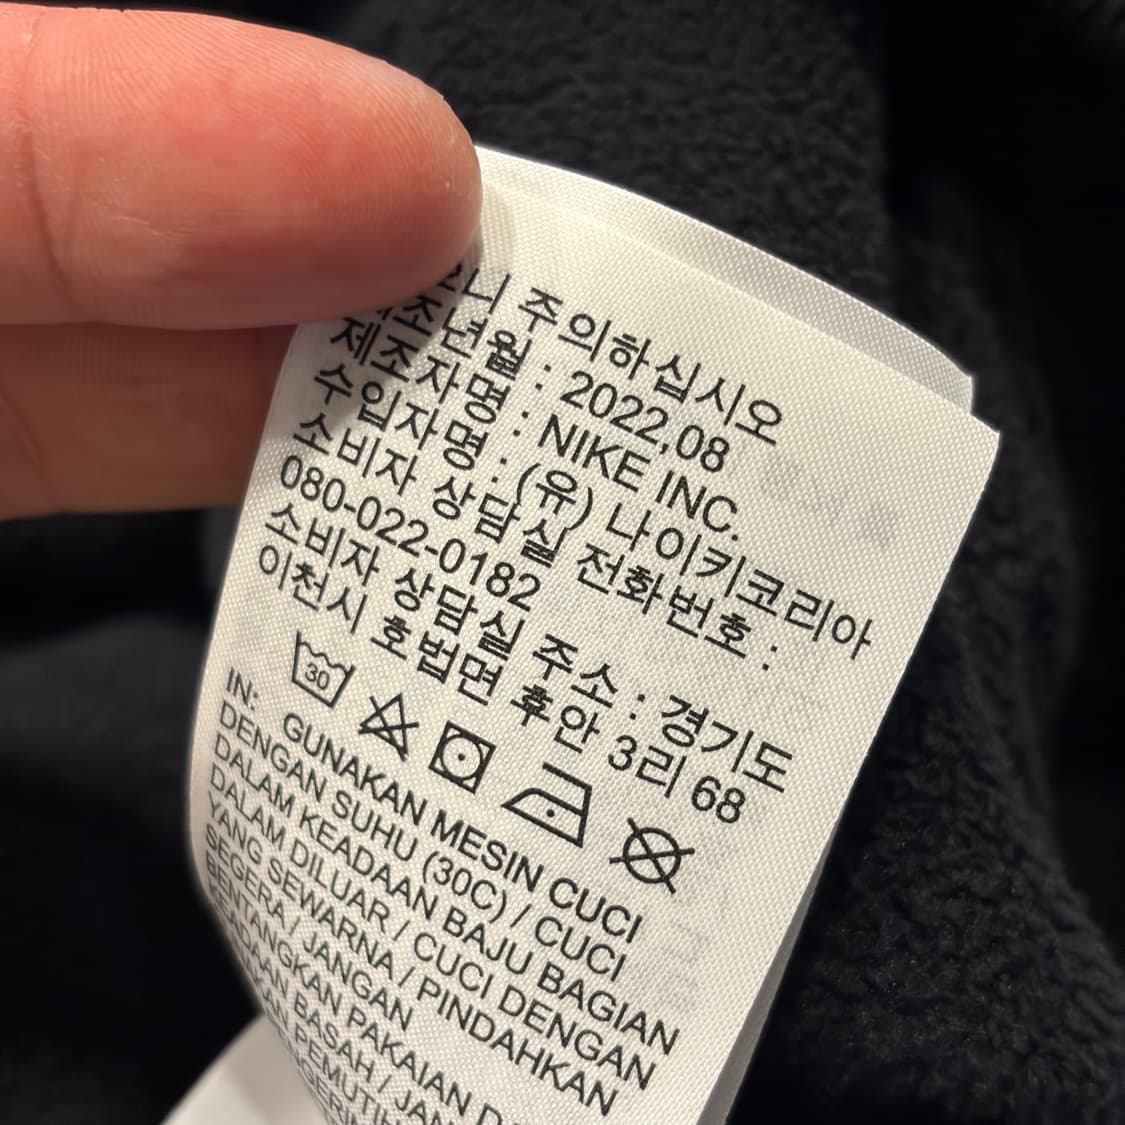 주의하십시오
제조년월 : 2022.08
제조자명 : NIKE INC.
수입자명 : (유) 나이키코리아
소비자 상담실 전화번호 :
080-022-0182
소비자 상담실 주소 : 경기도
이천시 호법면 후안 3리 68
30
IN: GUNAKAN MESIN CUCI
DENGAN SUHU (30C) / CUCI
DALAM KEADAAN BAJU BAGIAN
DALAM DILUAR / CUCI DENGAN
YANG SEWARNA / PINDAHKAN
SEGERA / JANGAN
BENTANGKAN PAKAIAN
BASAH /